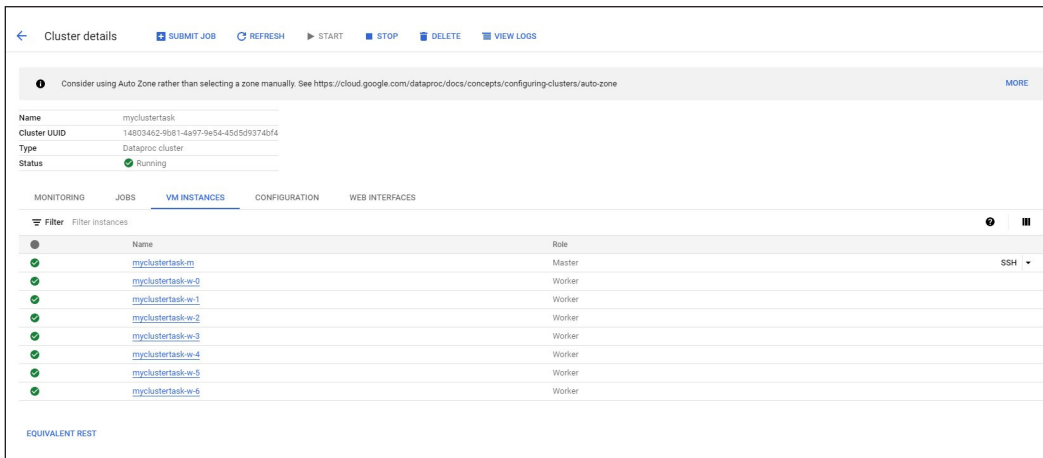 Cluster details SUBMIT JOB REFRESH START STOP DELETE VIEW LOGS
Consider using Auto Zone rather than selecting a zone manually. See https://cloud.google.com/dataproc/docs/concepts/configuring-clusters/auto-zone MORE
Name myclustertask
Cluster UUID 14803462-9b81-4a97-9e54-45d5d9374bf4
Type Dataproc cluster
Status Running
MONITORING JOBS VM INSTANCES CONFIGURATION WEB INTERFACES
Filter Filter instances
Name Role
myclustertask-m Master SSH
myclustertask-w-0 Worker
myclustertask-w-1 Worker
myclustertask-w-2 Worker
myclustertask-w-3 Worker
myclustertask-w-4 Worker
myclustertask-w-5 Worker
myclustertask-w-6 Worker
EQUIVALENT REST